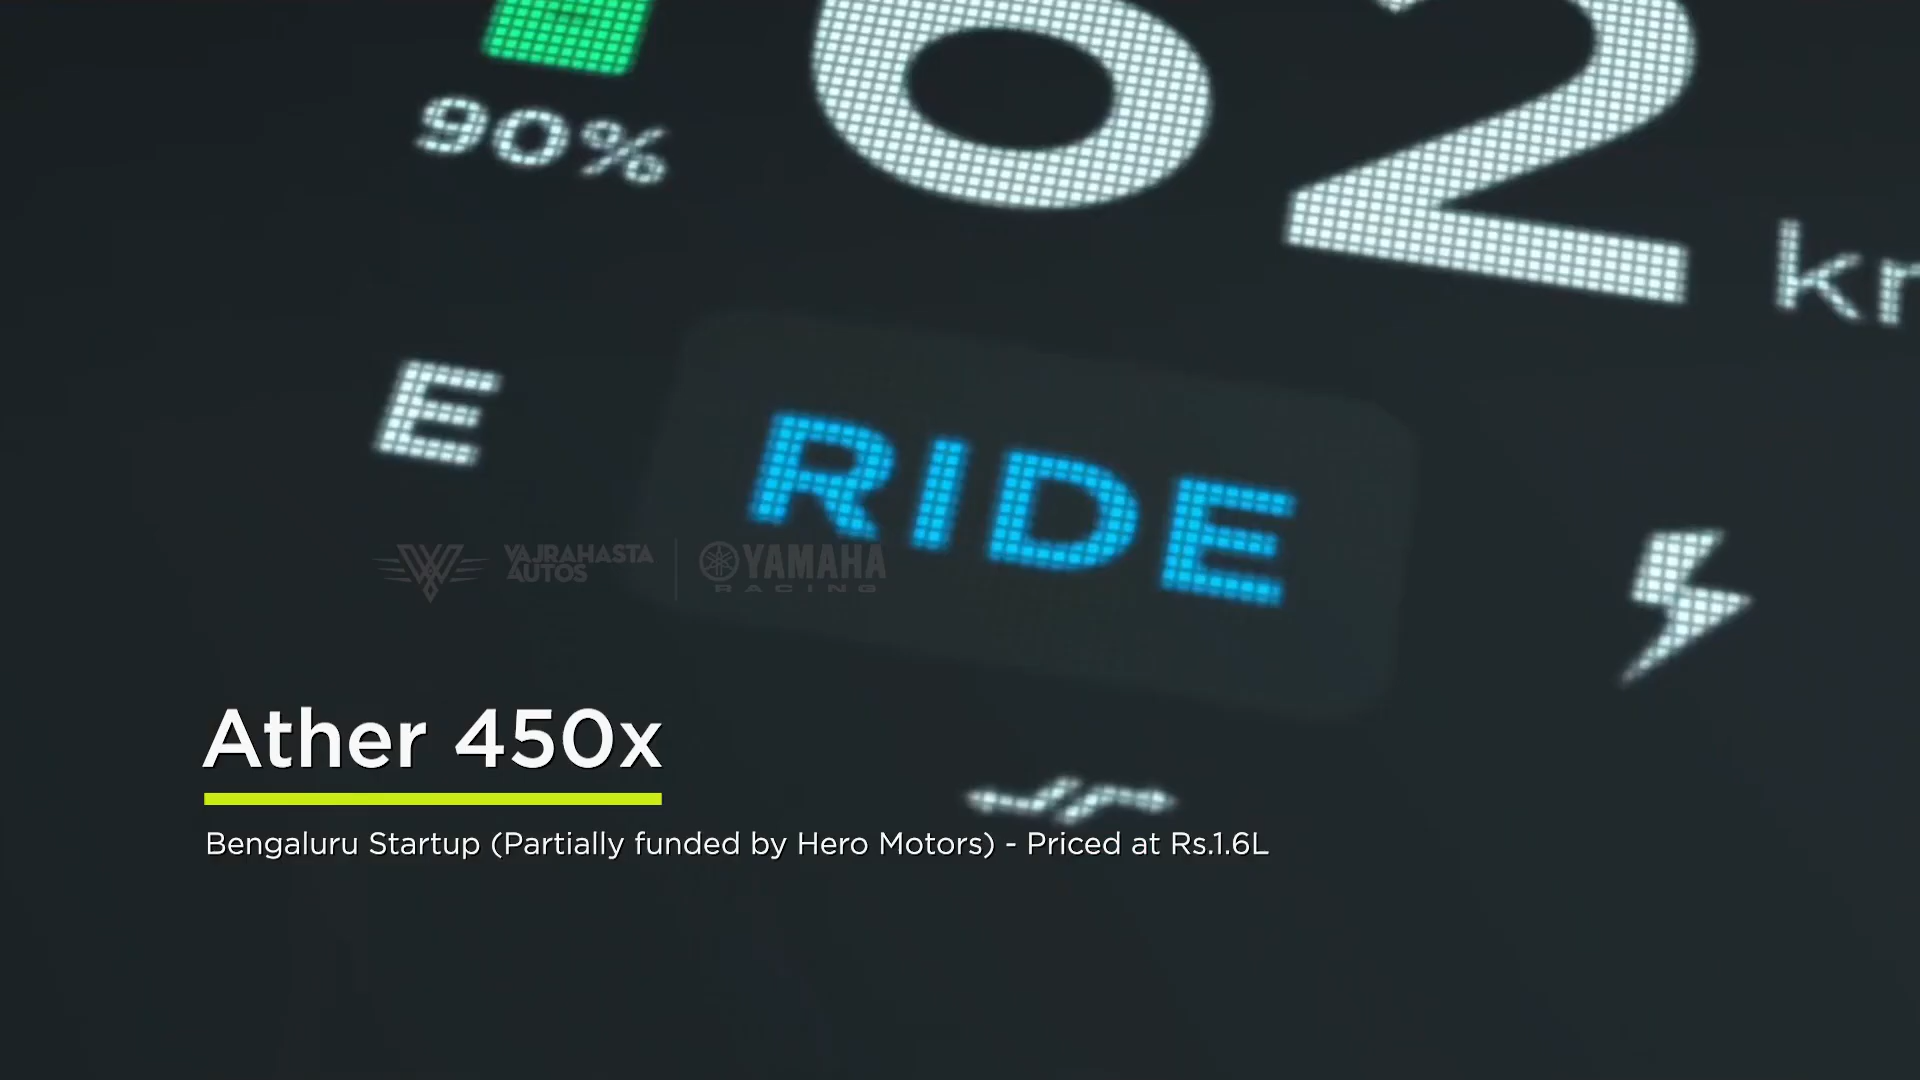 90%
62
E
RIDE
VAJRAHASTA
AUTOS
YAMAHA
RACING
Ather 450x
Bengaluru Startup (Partially funded by Hero Motors) - Priced at Rs.1.6L